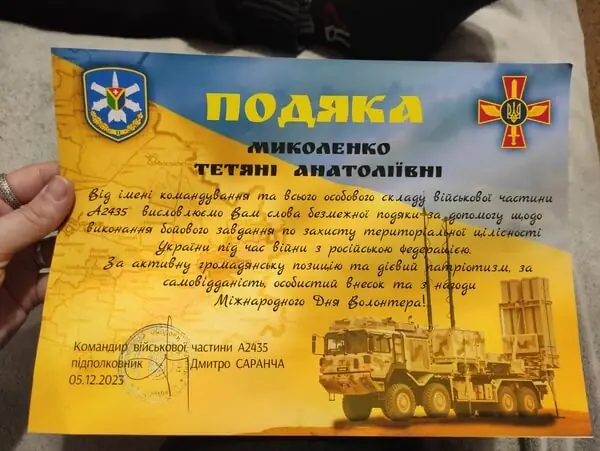 ПОДЯКА
МИКОЛЕНКО
ТЕТЯНІ АНАТОЛІЇВНІ
Від імені командування та всього особового складу військової частини
А2435 висловлюємо Вам слова безмежної подяки за допомогу щодо
виконання бойового завдання по захисту територіальної цілісності
України під час війни з російською федерацією.
За активну громадянську позицію та дієвий патріотизм, за
самовідданість, особистий внесок та з нагоди
Міжнародного Дня Волонтера!
Командир військової частини А2435
підполковник Дмитро САРАНЧА
05.12.2023